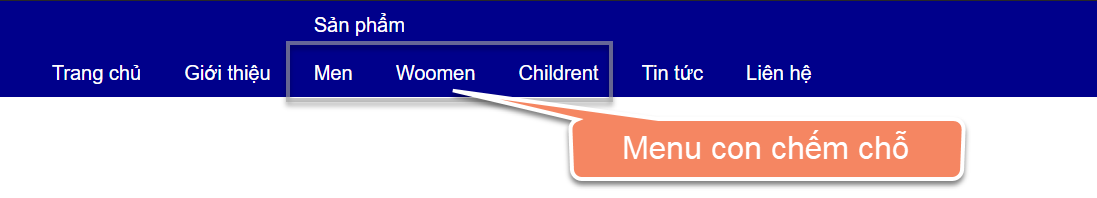 Sản phẩm
Trang chủ Giới thiệu Men Woomen Childrent Tin tức Liên hệ
Menu con chếm chỗ